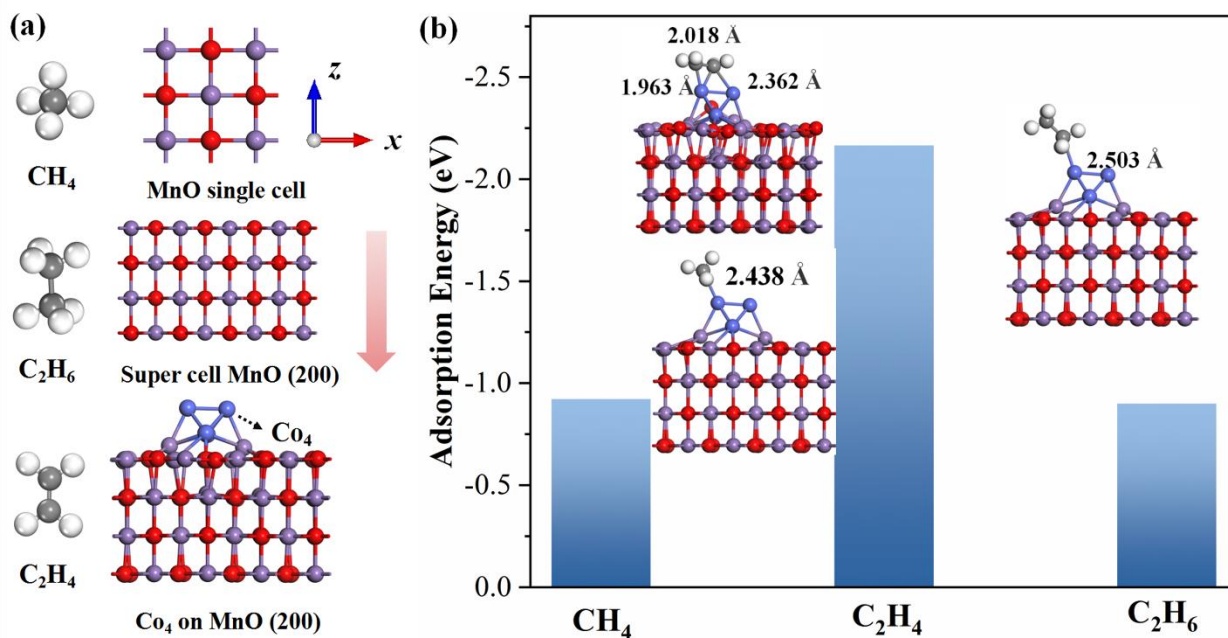 (a)
CH₄
MnO single cell
z
x
C₂H₆
Super cell MnO (200)
Co₄
C₂H₄
Co₄ on MnO (200)
(b)
Adsorption Energy (eV)
-2.5
-2.0
-1.5
-1.0
-0.5
0.0
2.018 Å
1.963 Å
2.362 Å
2.438 Å
2.503 Å
CH₄
C₂H₄
C₂H₆